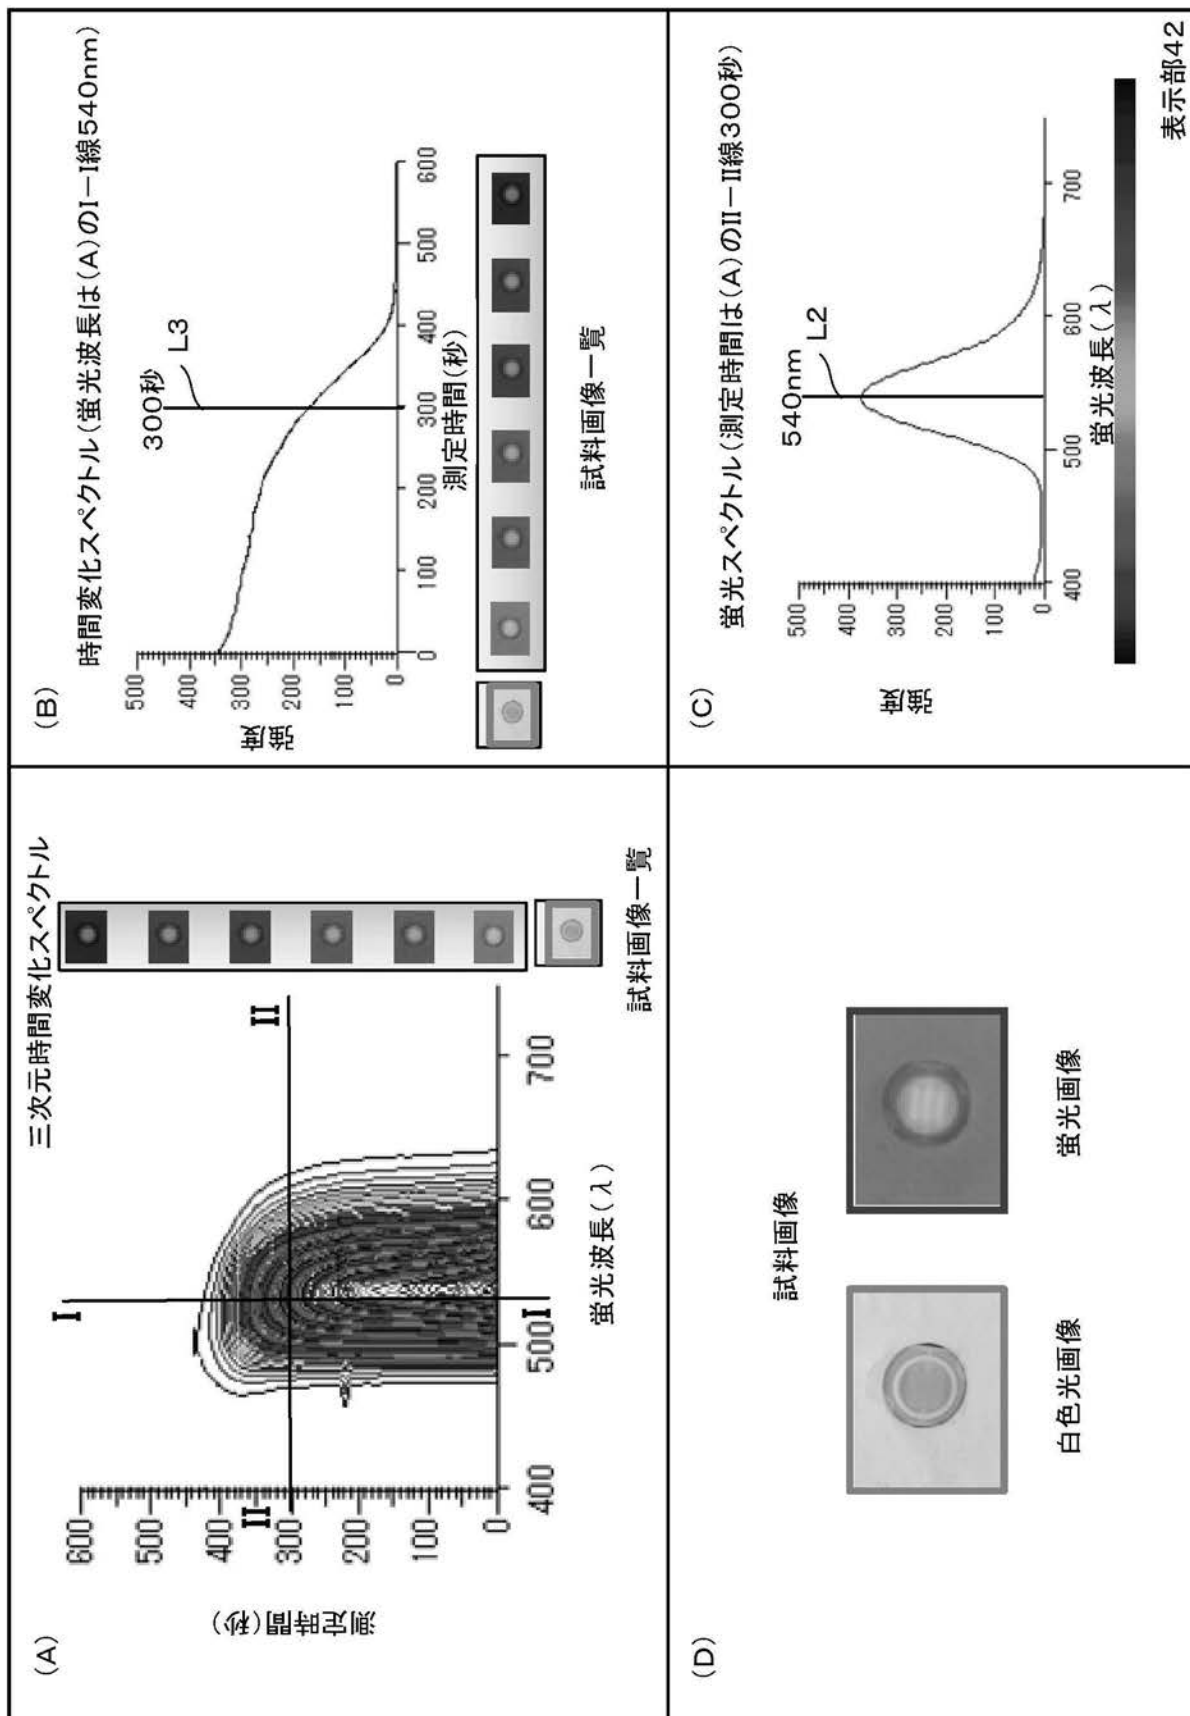 (A)
三次元時間変化スペクトル
測定時間(秒)
600
500
400
300
200
100
0
I
I
II
II
400
500
600
700
蛍光波長(λ)
試料画像一覧
(B)
時間変化スペクトル(蛍光波長は(A)のI-I線540nm)
強度
500
400
300
200
100
0
300秒
L3
0
100
200
300
400
500
600
測定時間(秒)
試料画像一覧
(D)
試料画像
白色光画像
蛍光画像
(C)
蛍光スペクトル(測定時間は(A)のII-II線300秒)
強度
500
400
300
200
100
0
540nm
L2
400
500
600
700
蛍光波長(λ)
表示部42